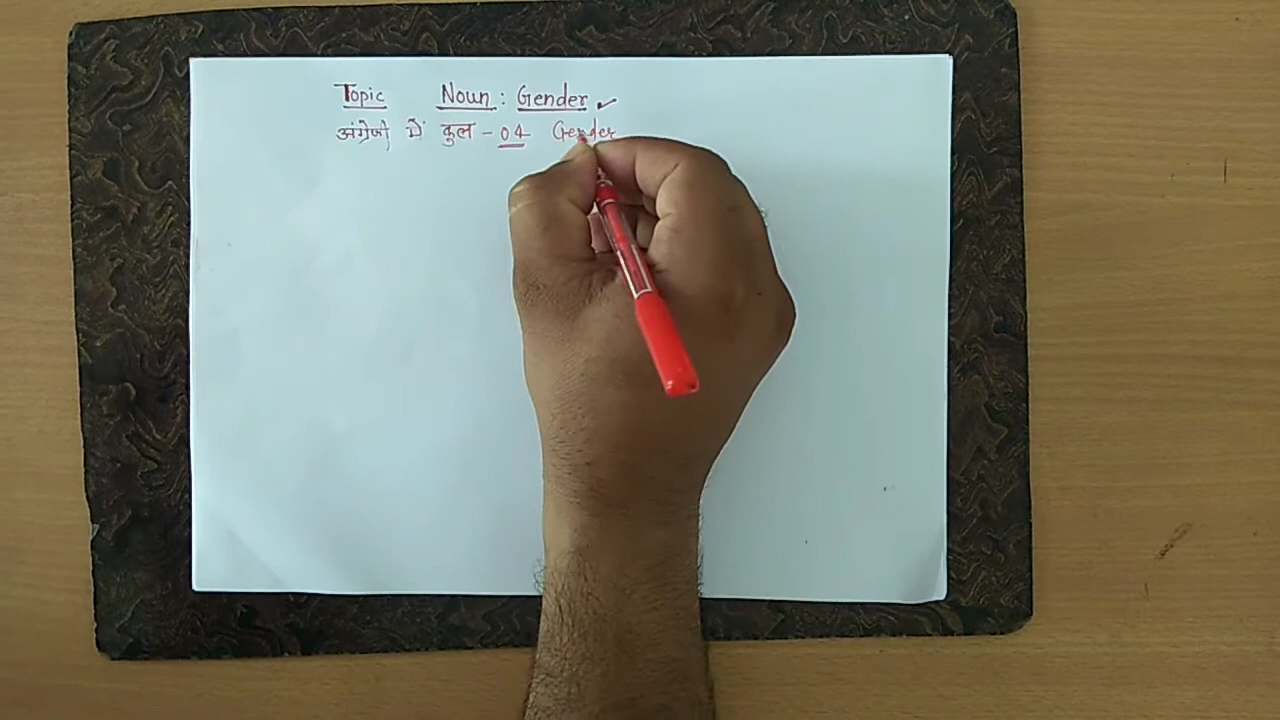 Topic Noun : Gender ✓
अंग्रेजी में कुल - 04 Gender